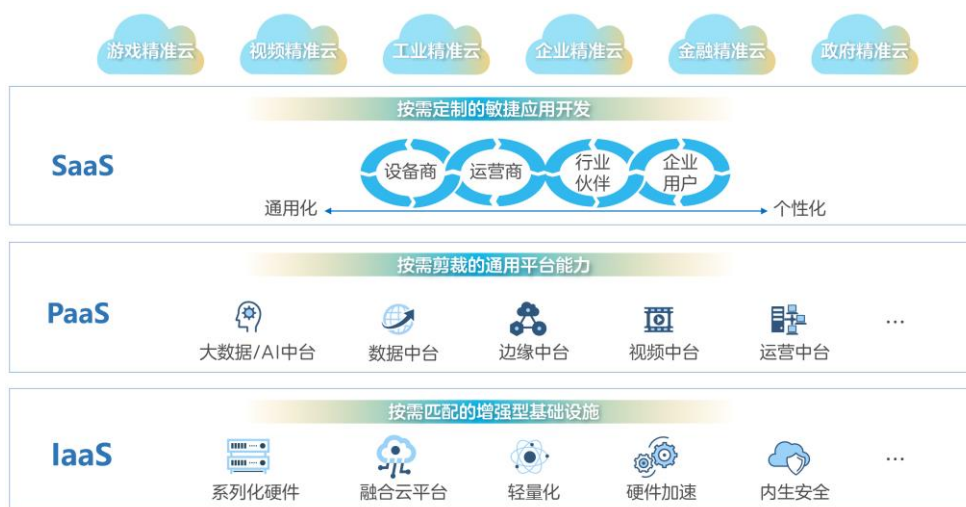 游戏精准云 视频精准云 工业精准云 企业精准云 金融精准云 政府精准云
按需定制的敏捷应用开发
SaaS
设备商 运营商 行业伙伴 企业用户
通用化 个性化
按需剪裁的通用平台能力
PaaS
大数据/AI中台 数据中台 边缘中台 视频中台 运营中台 ...
按需匹配的增强型基础设施
IaaS
系列化硬件 融合云平台 轻量化 硬件加速 内生安全 ...